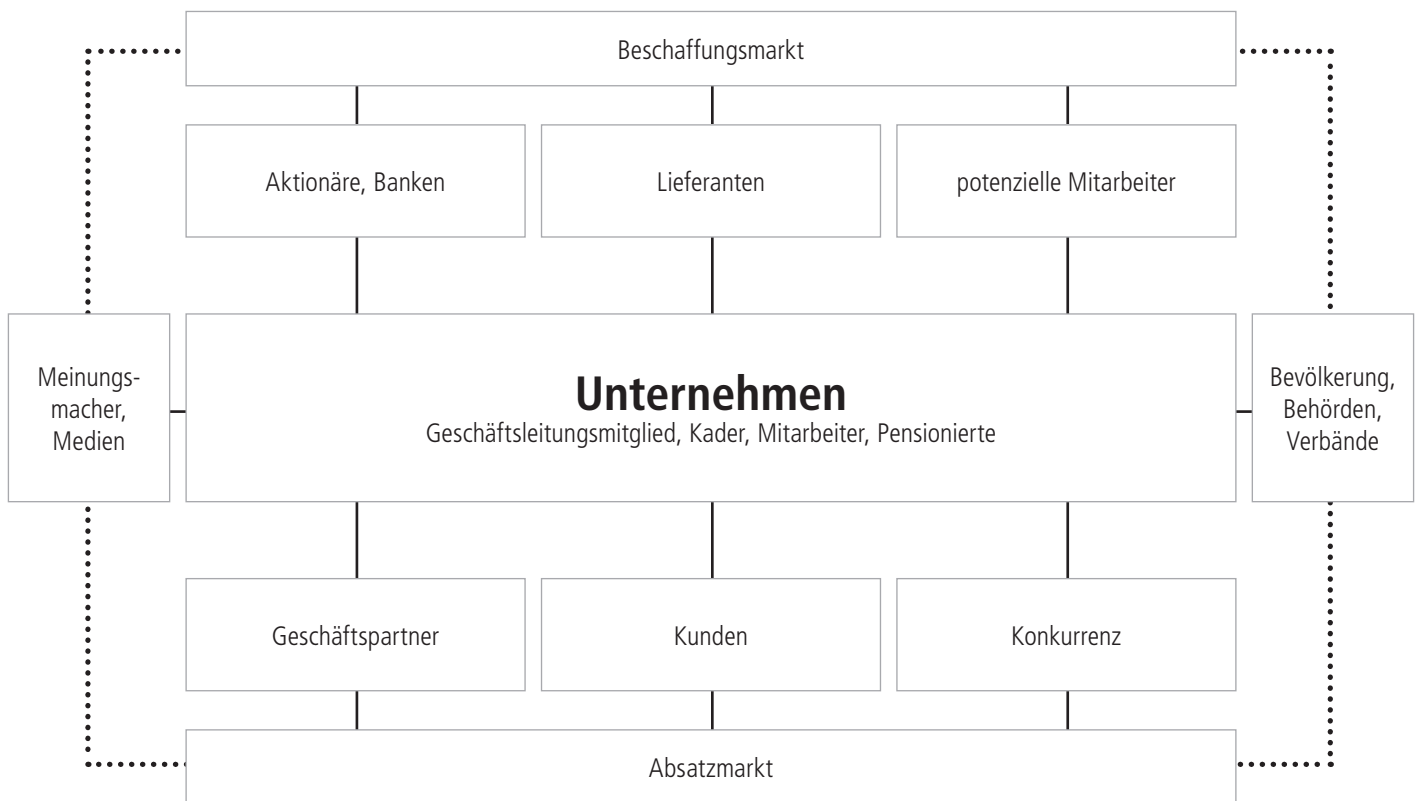 Beschaffungsmarkt
Aktionäre, Banken
Lieferanten
potenzielle Mitarbeiter
Meinungs-
macher,
Medien
Unternehmen
Geschäftsleitungsmitglied, Kader, Mitarbeiter, Pensionierte
Bevölkerung,
Behörden,
Verbände
Geschäftspartner
Kunden
Konkurrenz
Absatzmarkt